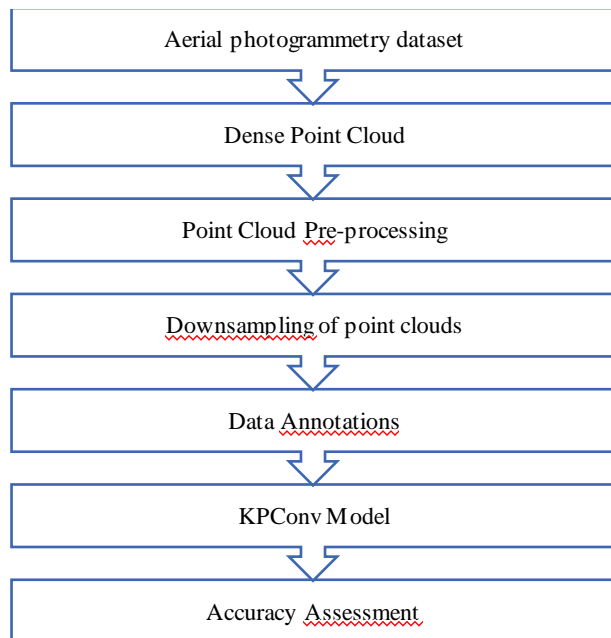 Aerial photogrammetry dataset
Dense Point Cloud
Point Cloud Pre-processing
Downsampling of point clouds
Data Annotations
KPConv Model
Accuracy Assessment